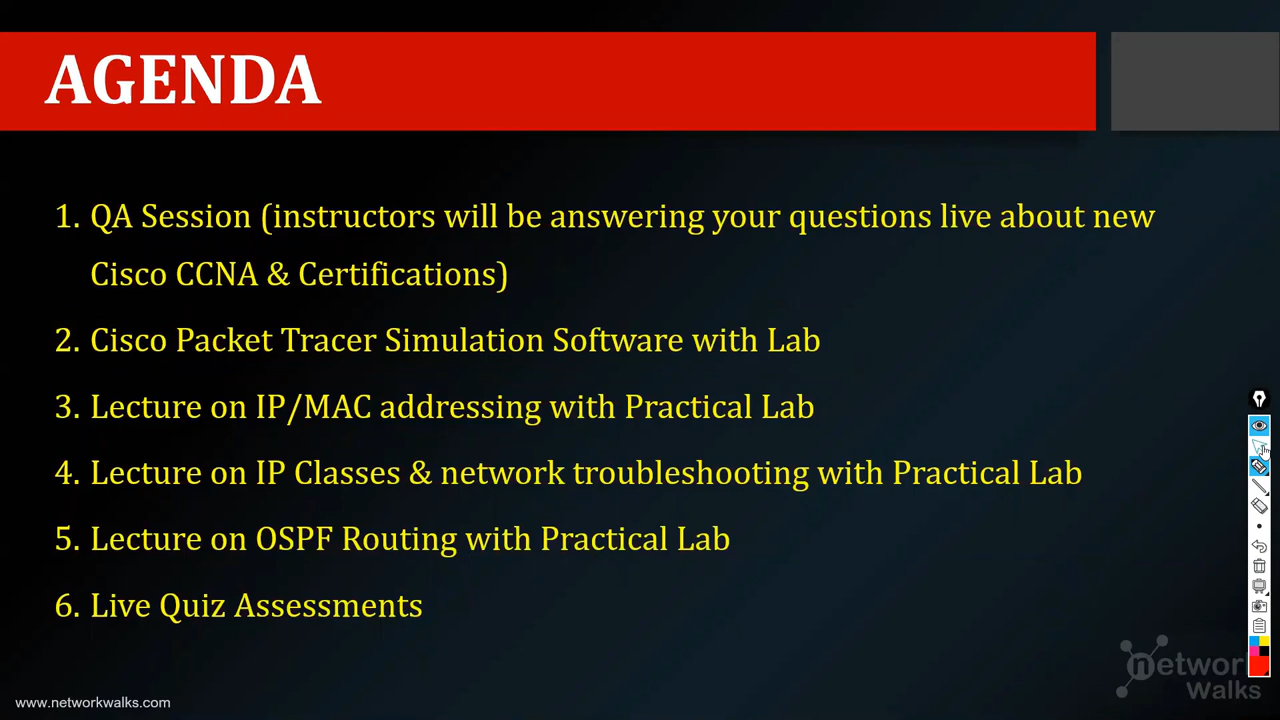 AGENDA
1. QA Session (instructors will be answering your questions live about new
Cisco CCNA & Certifications)
2. Cisco Packet Tracer Simulation Software with Lab
3. Lecture on IP/MAC addressing with Practical Lab
4. Lecture on IP Classes & network troubleshooting with Practical Lab
5. Lecture on OSPF Routing with Practical Lab
6. Live Quiz Assessments
networ
Walks
www.networkwalks.com